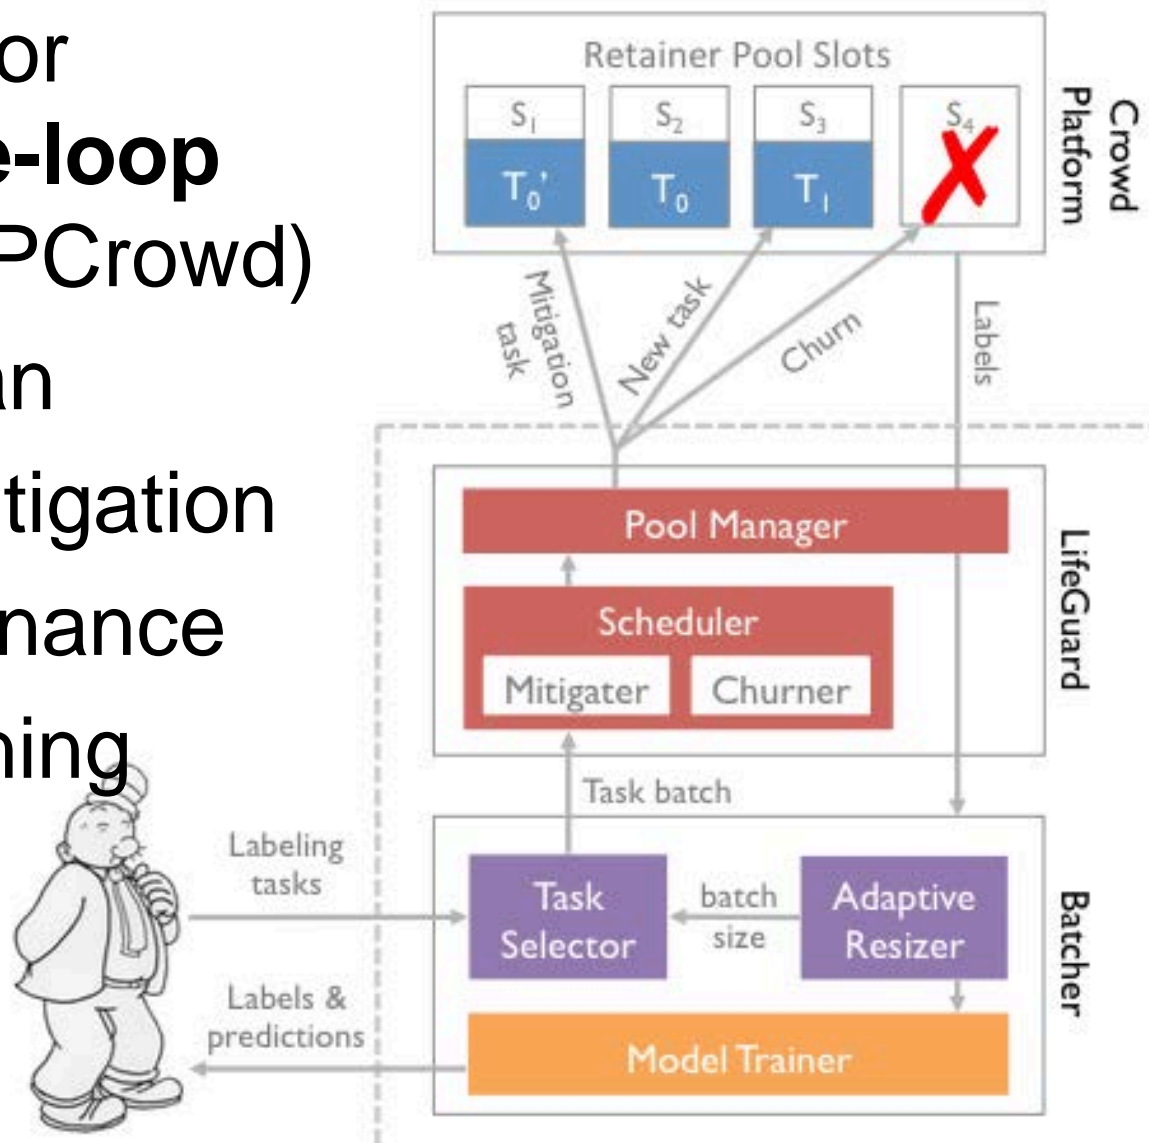 or
e-loop
PCrowd)
an
tigation
nance
ning
Retainer Pool Slots
S1
S2
S3
S4
T0'
T0
T1
Crowd
Platform
Mitigation
task
New task
Churn
Labels
Pool Manager
Scheduler
Mitigater
Churner
LifeGuard
Task batch
Labeling
tasks
Task
Selector
batch
size
Adaptive
Resizer
Batcher
Labels &
predictions
Model Trainer